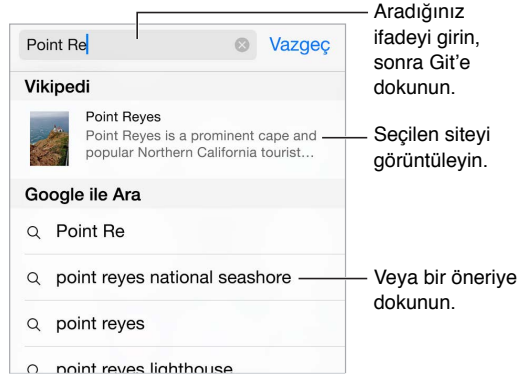 Point Re
Vazgeç
Vikipedi
Point Reyes
Point Reyes is a prominent cape and
popular Northern California tourist…
Google ile Ara
Point Re
point reyes national seashore
point reyes
point reyes lighthouse
Aradığınız
ifadeyi girin,
sonra Git’e
dokunun.
Seçilen siteyi
görüntüleyin.
Veya bir öneriye
dokunun.